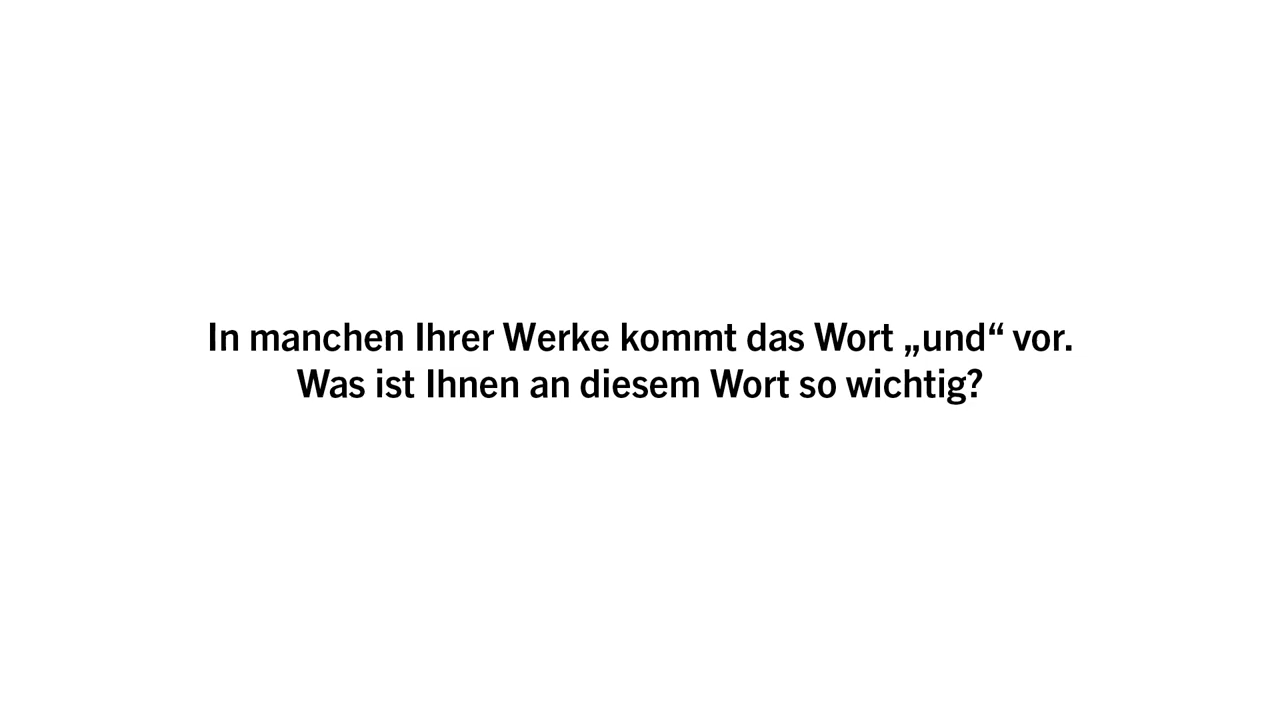 In manchen Ihrer Werke kommt das Wort „und“ vor.
Was ist Ihnen an diesem Wort so wichtig?